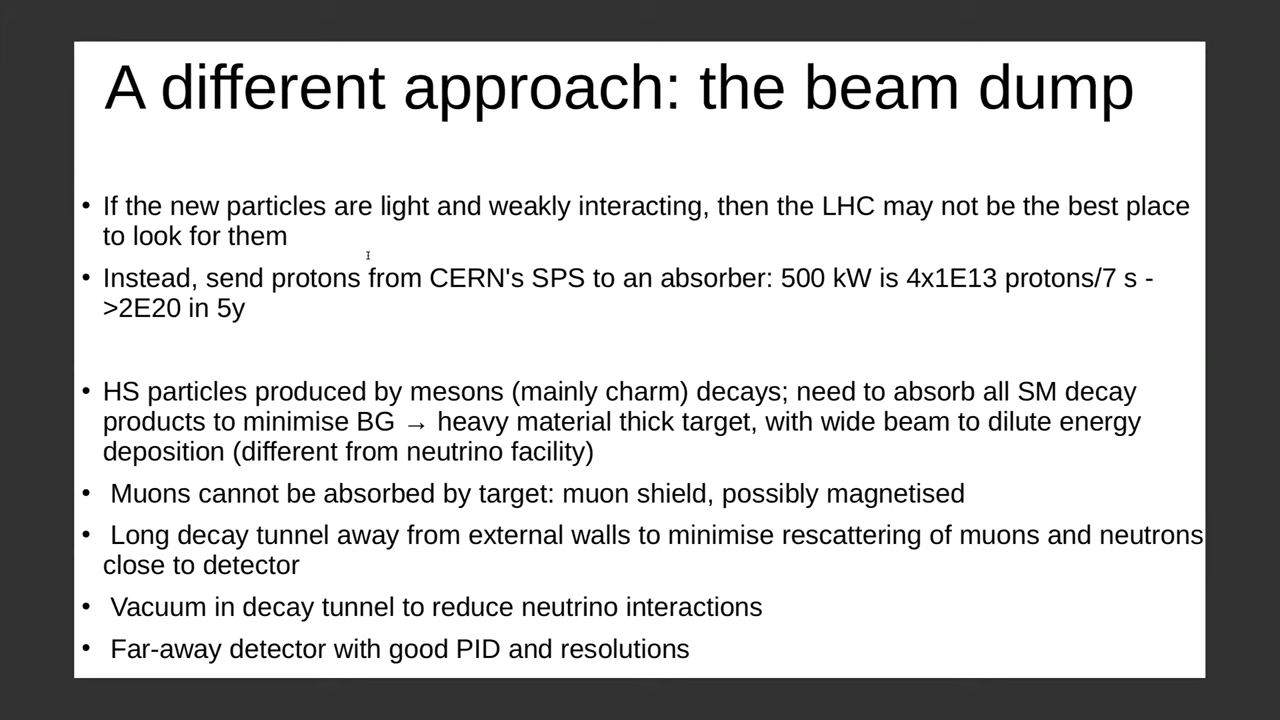 A different approach: the beam dump
• If the new particles are light and weakly interacting, then the LHC may not be the best place
to look for them
• Instead, send protons from CERN's SPS to an absorber: 500 kW is 4x1E13 protons/7 s -
>2E20 in 5y
• HS particles produced by mesons (mainly charm) decays; need to absorb all SM decay
products to minimise BG → heavy material thick target, with wide beam to dilute energy
deposition (different from neutrino facility)
• Muons cannot be absorbed by target: muon shield, possibly magnetised
• Long decay tunnel away from external walls to minimise rescattering of muons and neutrons
close to detector
• Vacuum in decay tunnel to reduce neutrino interactions
• Far-away detector with good PID and resolutions